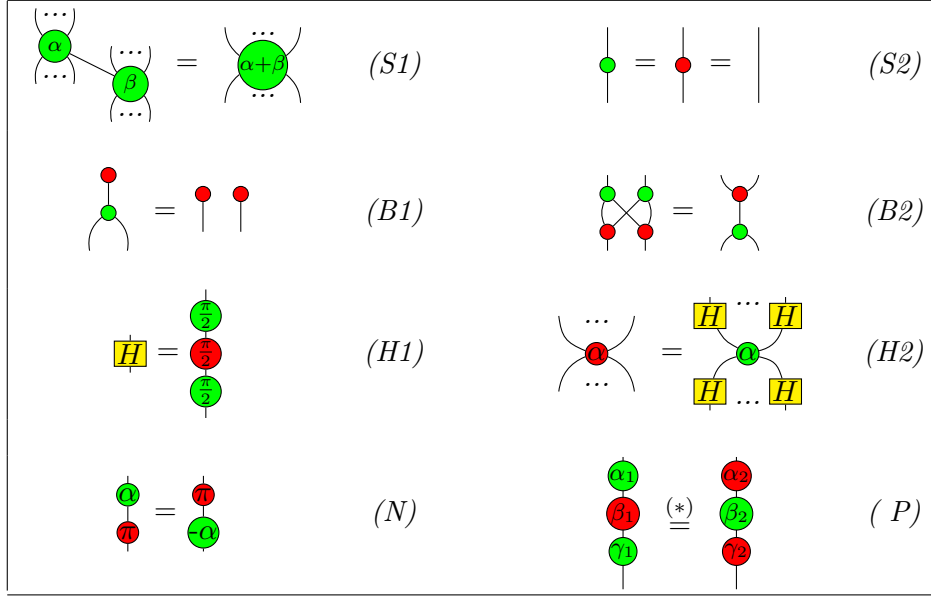 ... ...
α α+β
... = ... (S1) = = (S2)
... β
...
= (B1) = (B2)
π/2 H ... H
... 
H = π/2 (H1) α = α (H2)
...
π/2 H ... H
α π α₁ α₂
= (N) β₁ (*)= β₂ ( P)
π -α γ₁ γ₂